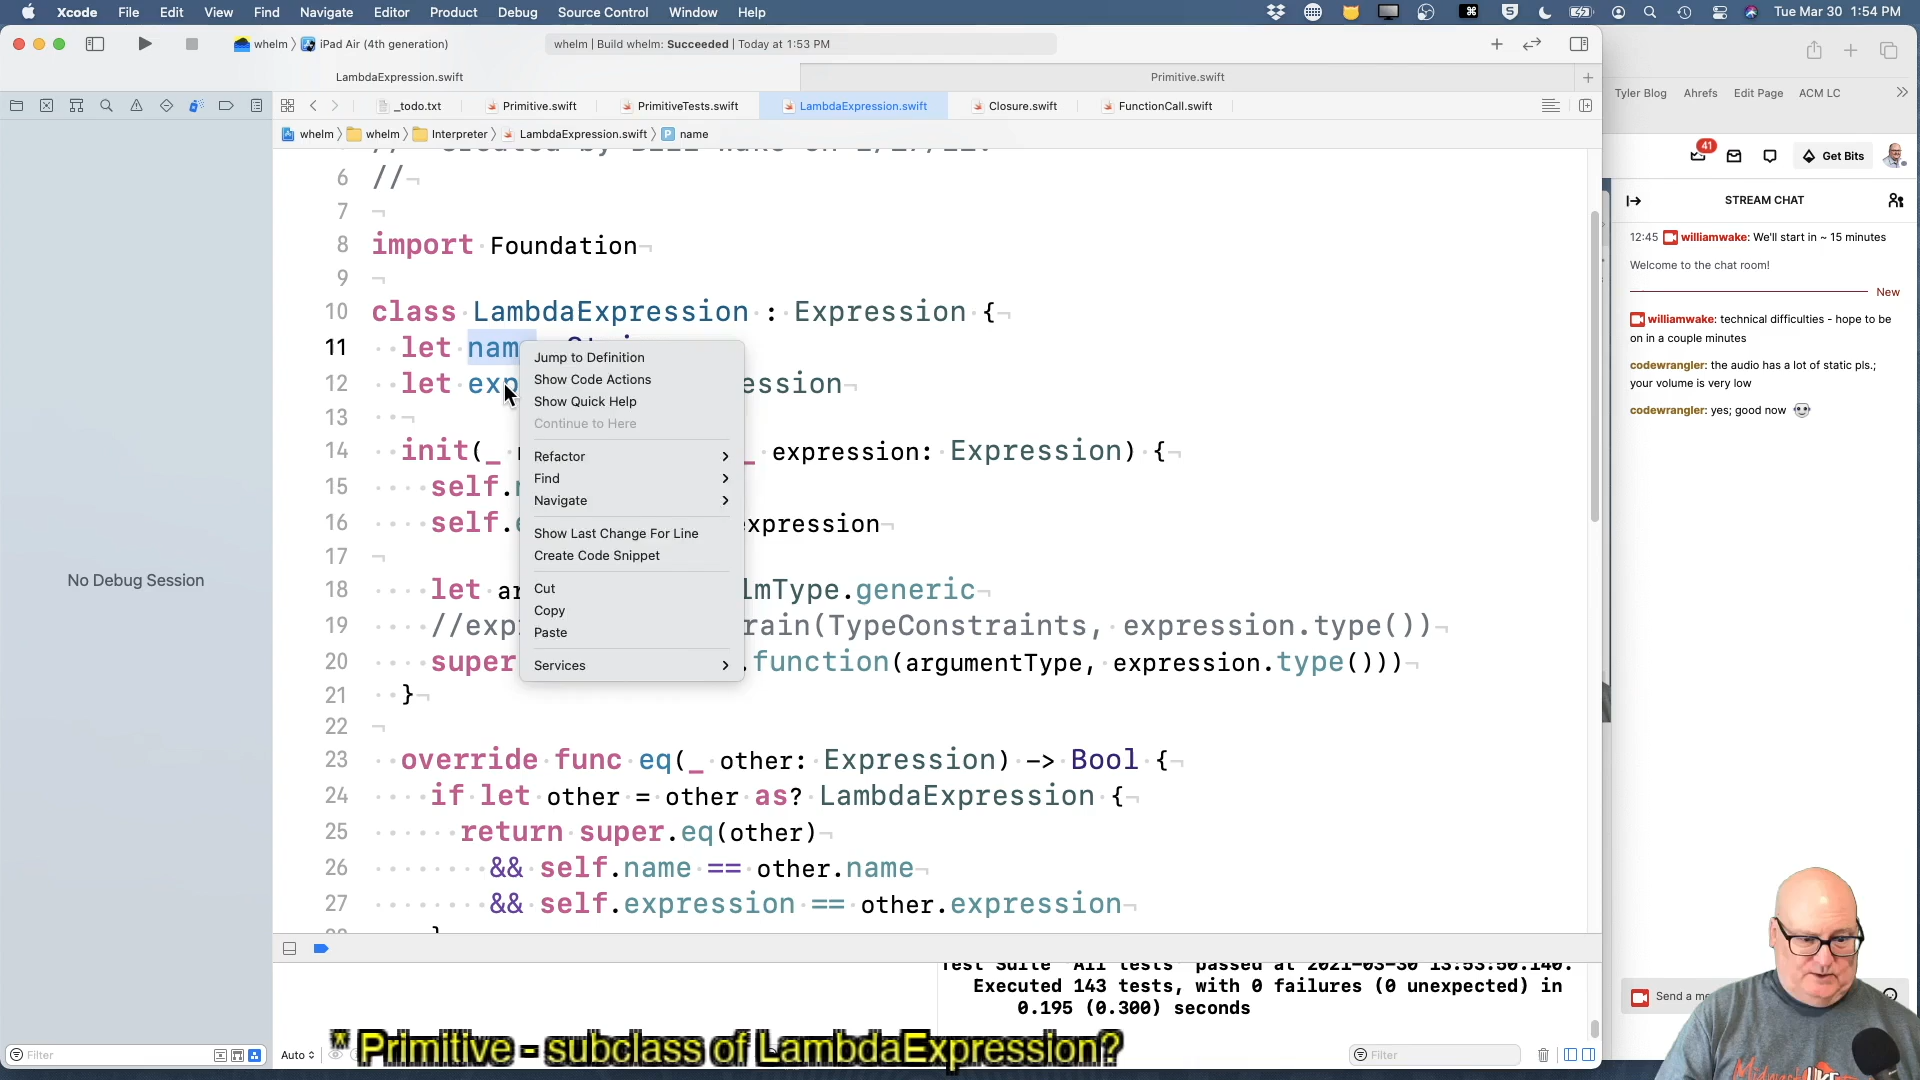 Xcode File Edit View Find Navigate Editor Product Debug Source Control Window Help
Tue Mar 30 1:54 PM
whelm iPad Air (4th generation)
whelm | Build whelm: Succeeded | Today at 1:53 PM
LambdaExpression.swift
Primitive.swift
_todo.txt
Primitive.swift
PrimitiveTests.swift
LambdaExpression.swift
Closure.swift
FunctionCall.swift
whelm whelm Interpreter LambdaExpression.swift P name
No Debug Session
6 //
7
8 import Foundation
9
10 class LambdaExpression : Expression {
11 let nam
12 let exp ession
13
14 init(_ _ expression: Expression) {
15 self. 
16 self. xpression
17
18 let ar lmType.generic
19 //exp rain(TypeConstraints, expression.type())
20 super .function(argumentType, expression.type()))
21 }
22
23 override func eq(_ other: Expression) -> Bool {
24 if let other = other as? LambdaExpression {
25 return super.eq(other)
26 && self.name == other.name
27 && self.expression == other.expression
Jump to Definition
Show Code Actions
Show Quick Help
Continue to Here
Refactor
Find
Navigate
Show Last Change For Line
Create Code Snippet
Cut
Copy
Paste
Services
Test Suite 'All tests' passed at 2021-03-30 13:53:50.140.
Executed 143 tests, with 0 failures (0 unexpected) in
0.195 (0.300) seconds
Filter
Auto
Filter
* Primitive - subclass of LambdaExpression?
Tyler Blog Ahrefs Edit Page ACM LC
41
Get Bits
STREAM CHAT
12:45 williamwake: We'll start in ~ 15 minutes
Welcome to the chat room!
New
williamwake: technical difficulties - hope to be
on in a couple minutes
codewrangler: the audio has a lot of static pls.;
your volume is very low
codewrangler: yes; good now
Send a me
Midwest